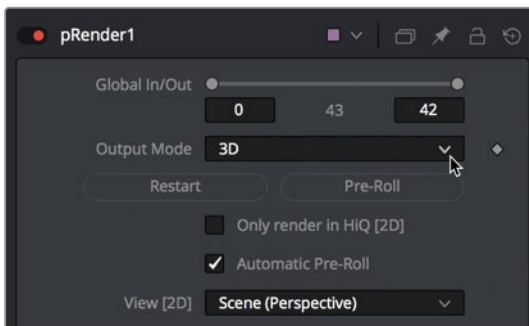 pRender1
Global In/Out
0 43 42
Output Mode 3D
Restart Pre-Roll
Only render in HiQ [2D]
Automatic Pre-Roll
View [2D] Scene (Perspective)